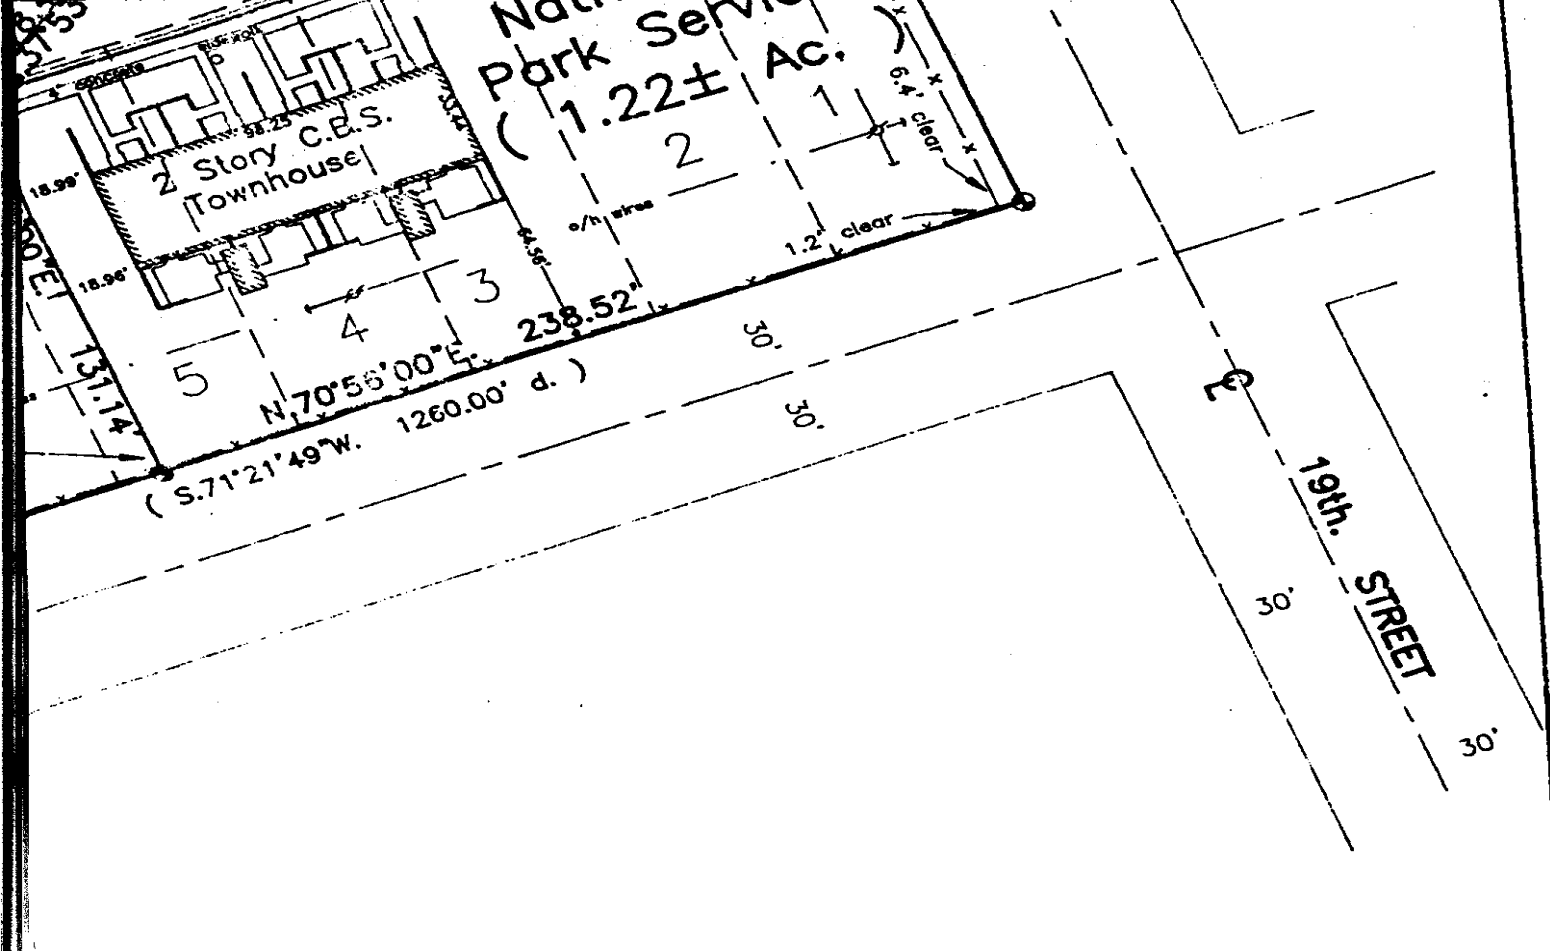 Park
( 1.22± Ac. )
4" concrete
98.25
2 Story C.B.S.
Townhouse
18.99'
18.96'
64.56'
6.4' clear
1.2' clear
o/h wires
1
2
3
4
5
131.14'
N.70°56'00"E.
238.52'
( S.71°21'49"W. 1260.00' d. )
30'
30'
19th. STREET
30'
30'